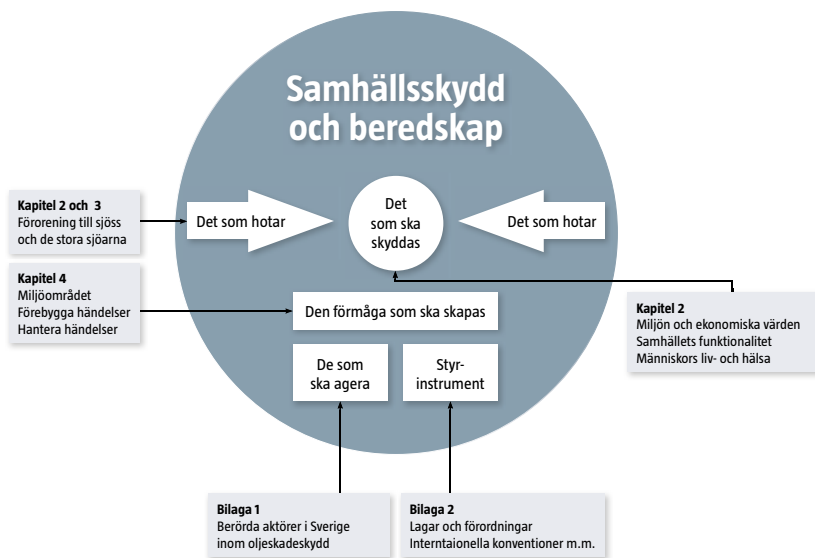 Samhällsskydd
och beredskap
Kapitel 2 och 3
Förorening till sjöss
och de stora sjöarna
Det som hotar
Det
som ska
skyddas
Det som hotar
Kapitel 4
Miljöområdet
Förebygga händelser
Hantera händelser
Den förmåga som ska skapas
Kapitel 2
Miljön och ekonomiska värden
Samhällets funktionalitet
Människors liv- och hälsa
De som
ska agera
Styr-
instrument
Bilaga 1
Berörda aktörer i Sverige
inom oljeskadeskydd
Bilaga 2
Lagar och förordningar
Interntaionella konventioner m.m.